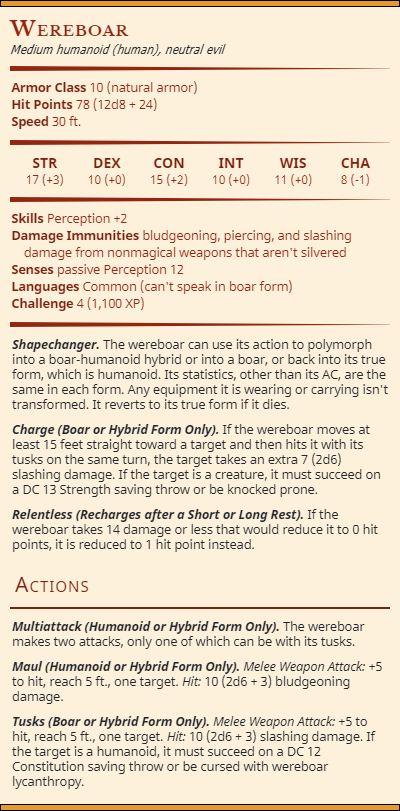 Wereboar
Medium humanoid (human), neutral evil
Armor Class 10 (natural armor)
Hit Points 78 (12d8 + 24)
Speed 30 ft.
STR DEX CON INT WIS CHA
17 (+3) 10 (+0) 15 (+2) 10 (+0) 11 (+0) 8 (-1)
Skills Perception +2
Damage Immunities bludgeoning, piercing, and slashing
damage from nonmagical weapons that aren't silvered
Senses passive Perception 12
Languages Common (can't speak in boar form)
Challenge 4 (1,100 XP)
Shapechanger. The wereboar can use its action to polymorph
into a boar-humanoid hybrid or into a boar, or back into its true
form, which is humanoid. Its statistics, other than its AC, are the
same in each form. Any equipment it is wearing or carrying isn't
transformed. It reverts to its true form if it dies.
Charge (Boar or Hybrid Form Only). If the wereboar moves at
least 15 feet straight toward a target and then hits it with its
tusks on the same turn, the target takes an extra 7 (2d6)
slashing damage. If the target is a creature, it must succeed on
a DC 13 Strength saving throw or be knocked prone.
Relentless (Recharges after a Short or Long Rest). If the
wereboar takes 14 damage or less that would reduce it to 0 hit
points, it is reduced to 1 hit point instead.
Actions
Multiattack (Humanoid or Hybrid Form Only). The wereboar
makes two attacks, only one of which can be with its tusks.
Maul (Humanoid or Hybrid Form Only). Melee Weapon Attack: +5
to hit, reach 5 ft., one target. Hit: 10 (2d6 + 3) bludgeoning
damage.
Tusks (Boar or Hybrid Form Only). Melee Weapon Attack: +5 to
hit, reach 5 ft., one target. Hit: 10 (2d6 + 3) slashing damage. If
the target is a humanoid, it must succeed on a DC 12
Constitution saving throw or be cursed with wereboar
lycanthropy.